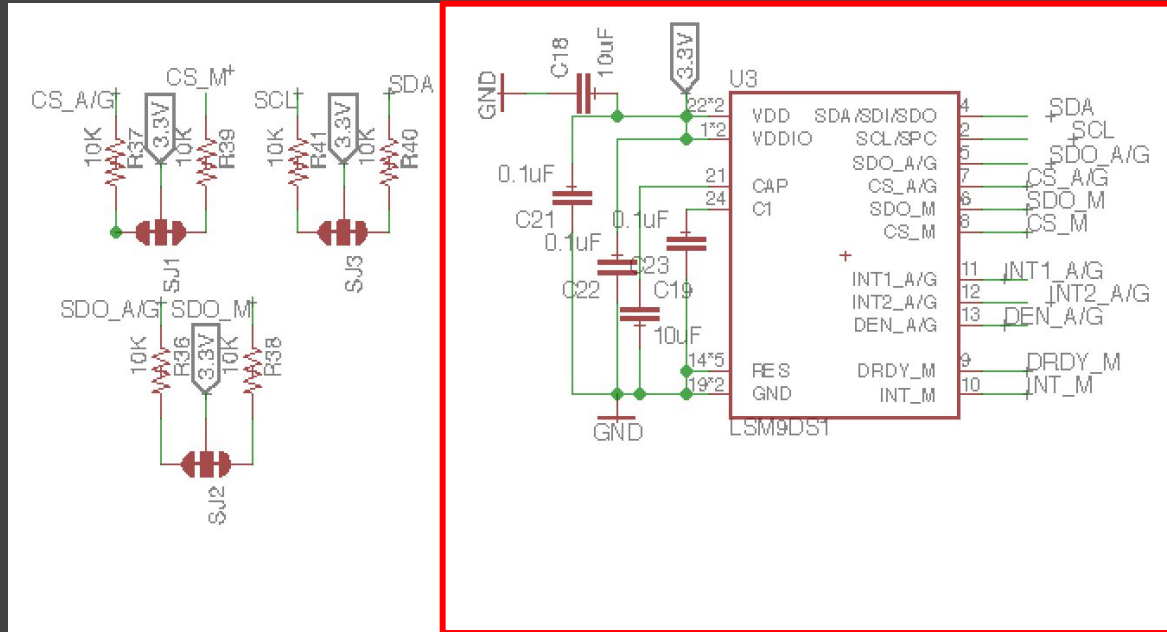 CS_A/G
CS_M
3.3V
10K
R37
10K
R39
SJ1
SCL
SDA
3.3V
10K
R41
10K
R40
SJ3
SDO_A/G
SDO_M
3.3V
10K
R36
10K
R38
SJ2
GND
C18
10uF
3.3V
0.1uF
C21
0.1uF
C22
0.1uF
C23
C19
10uF
GND
U3
22*2
VDD
1*2
VDDIO
21
CAP
24
C1
14*5
RES
19*2
GND
SDA/SDI/SDO
4
SDA
SCL/SPC
2
SCL
SDO_A/G
5
SDO_A/G
CS_A/G
7
CS_A/G
SDO_M
6
SDO_M
CS_M
8
CS_M
INT1_A/G
11
INT1_A/G
INT2_A/G
12
INT2_A/G
DEN_A/G
13
DEN_A/G
DRDY_M
9
DRDY_M
INT_M
10
INT_M
LSM9DS1